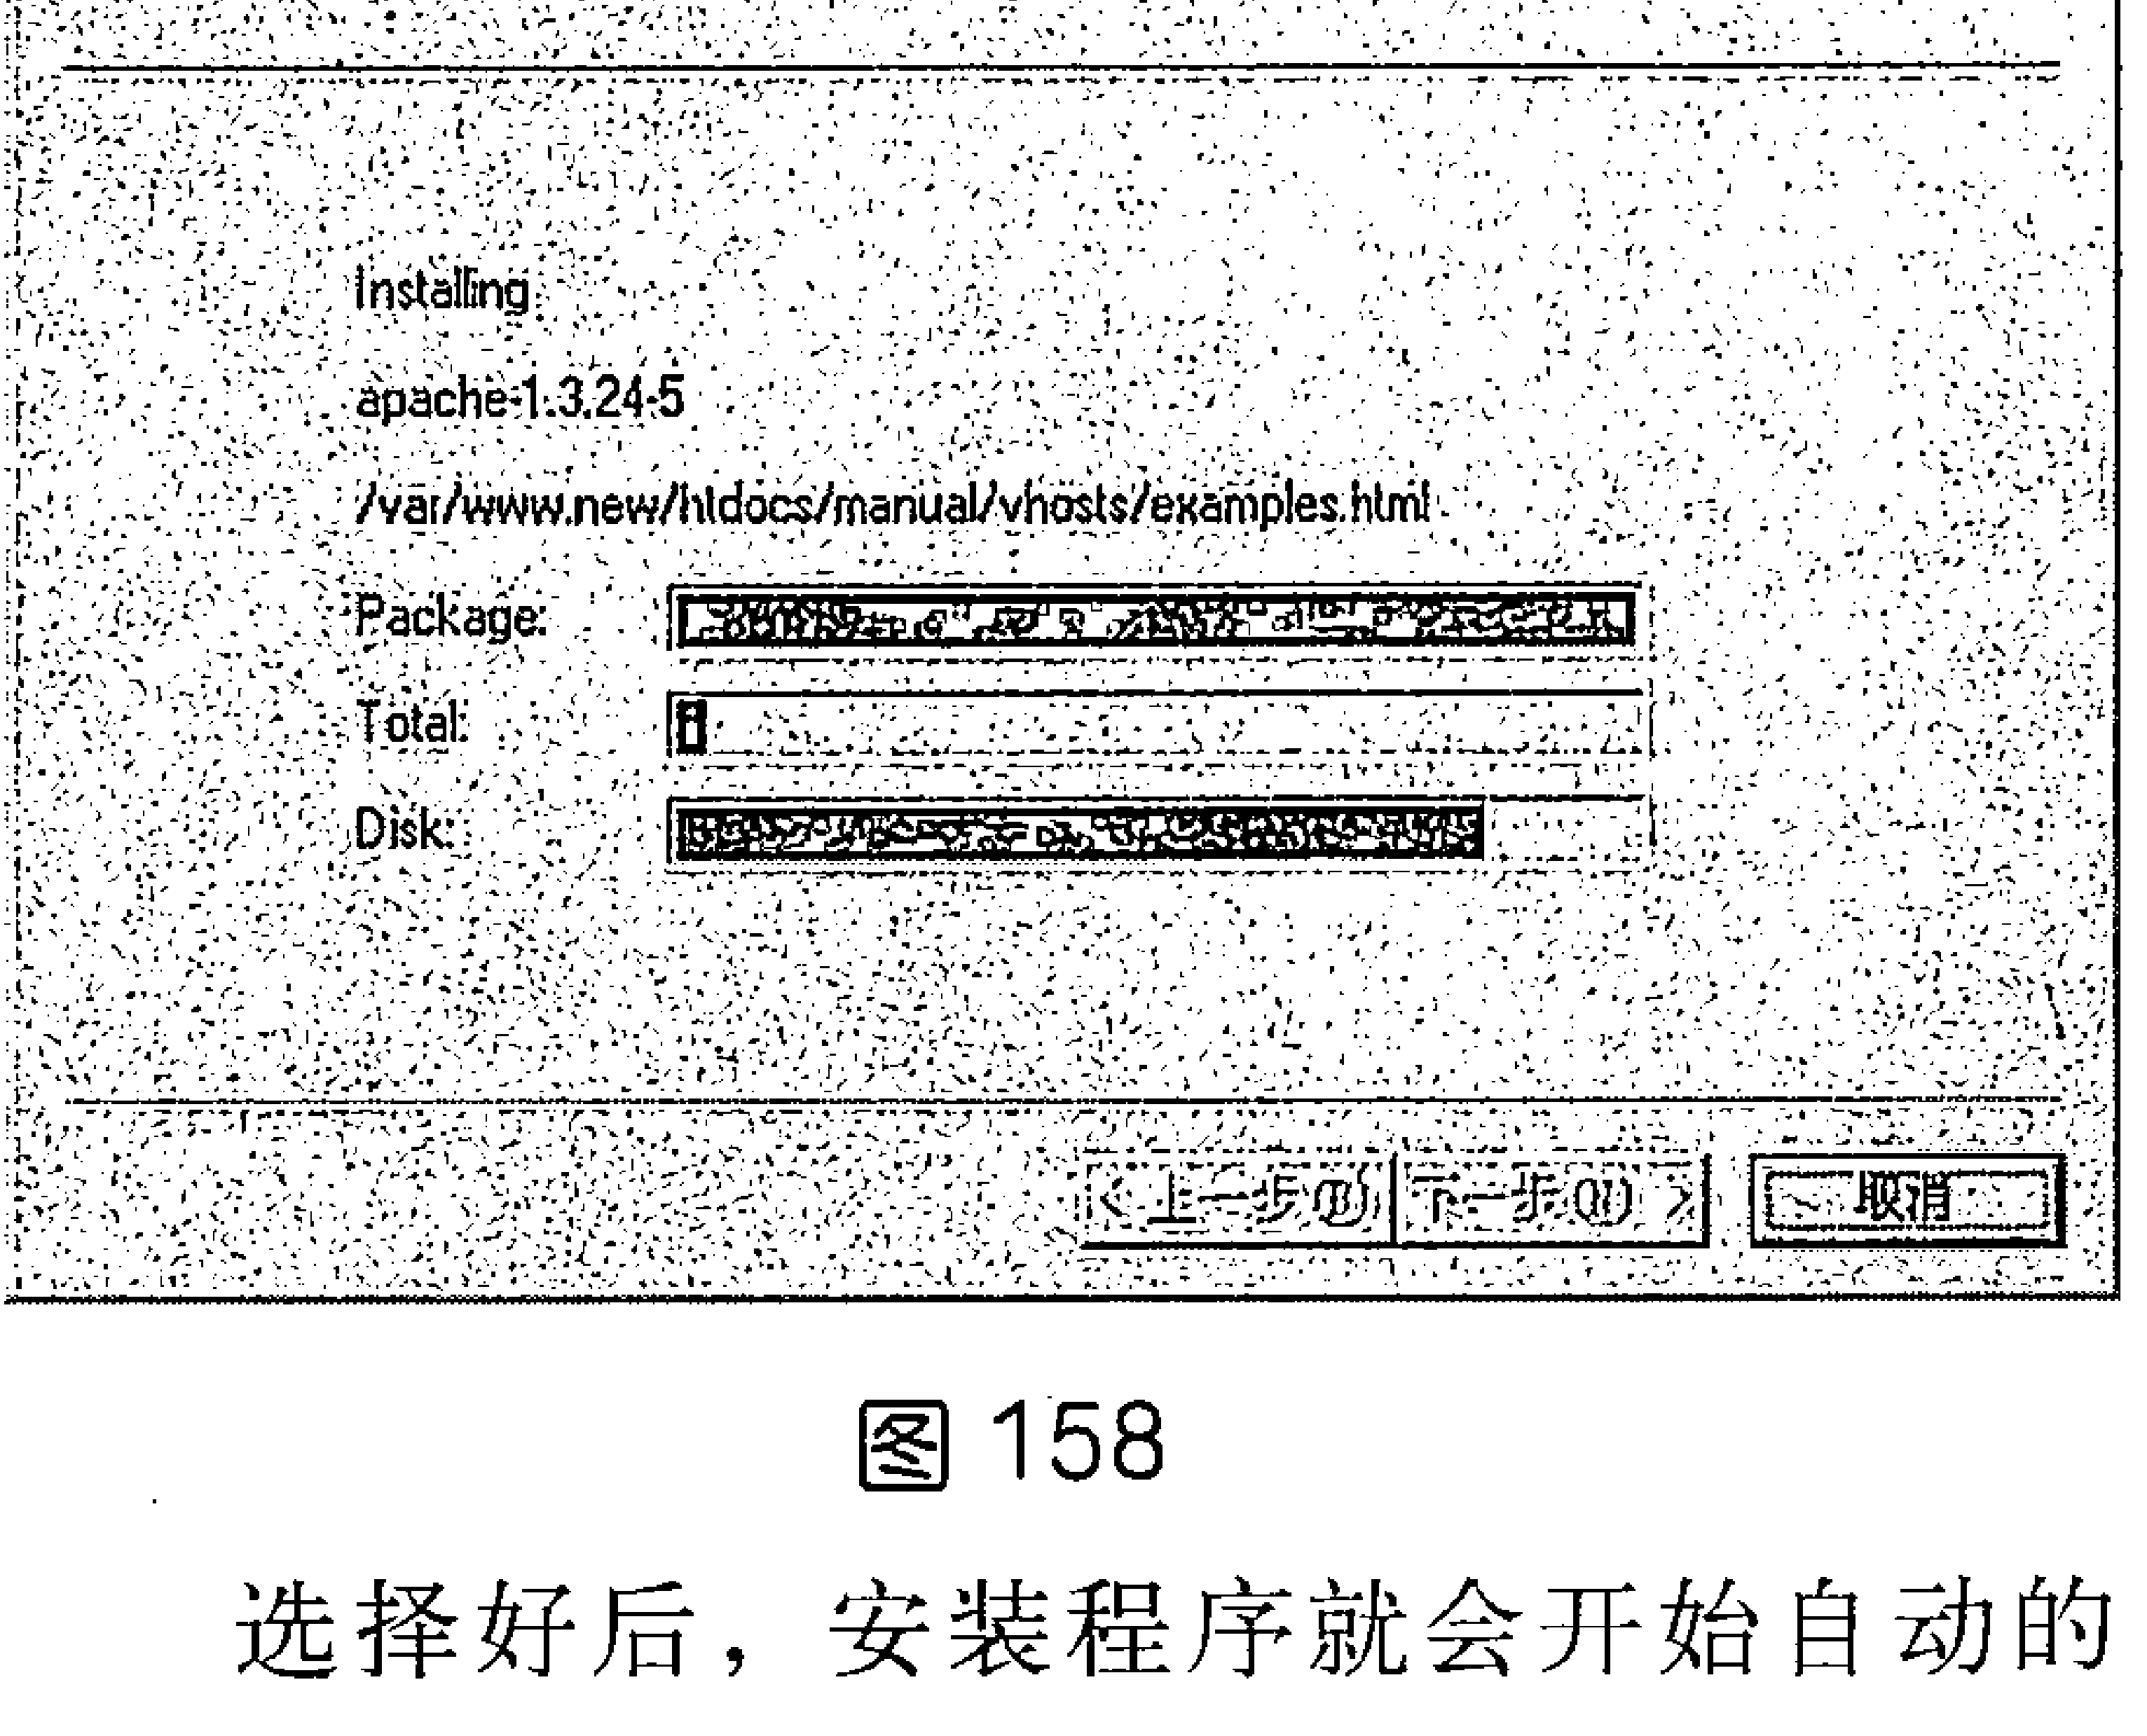 Installing
apache-1.3.24-5
/var/www.new/htdocs/manual/vhosts/examples.html
Package:
Total:
Disk:
< 上一步(B) 下一步(N) > 取消
图 158
选择好后，安装程序就会开始自动的